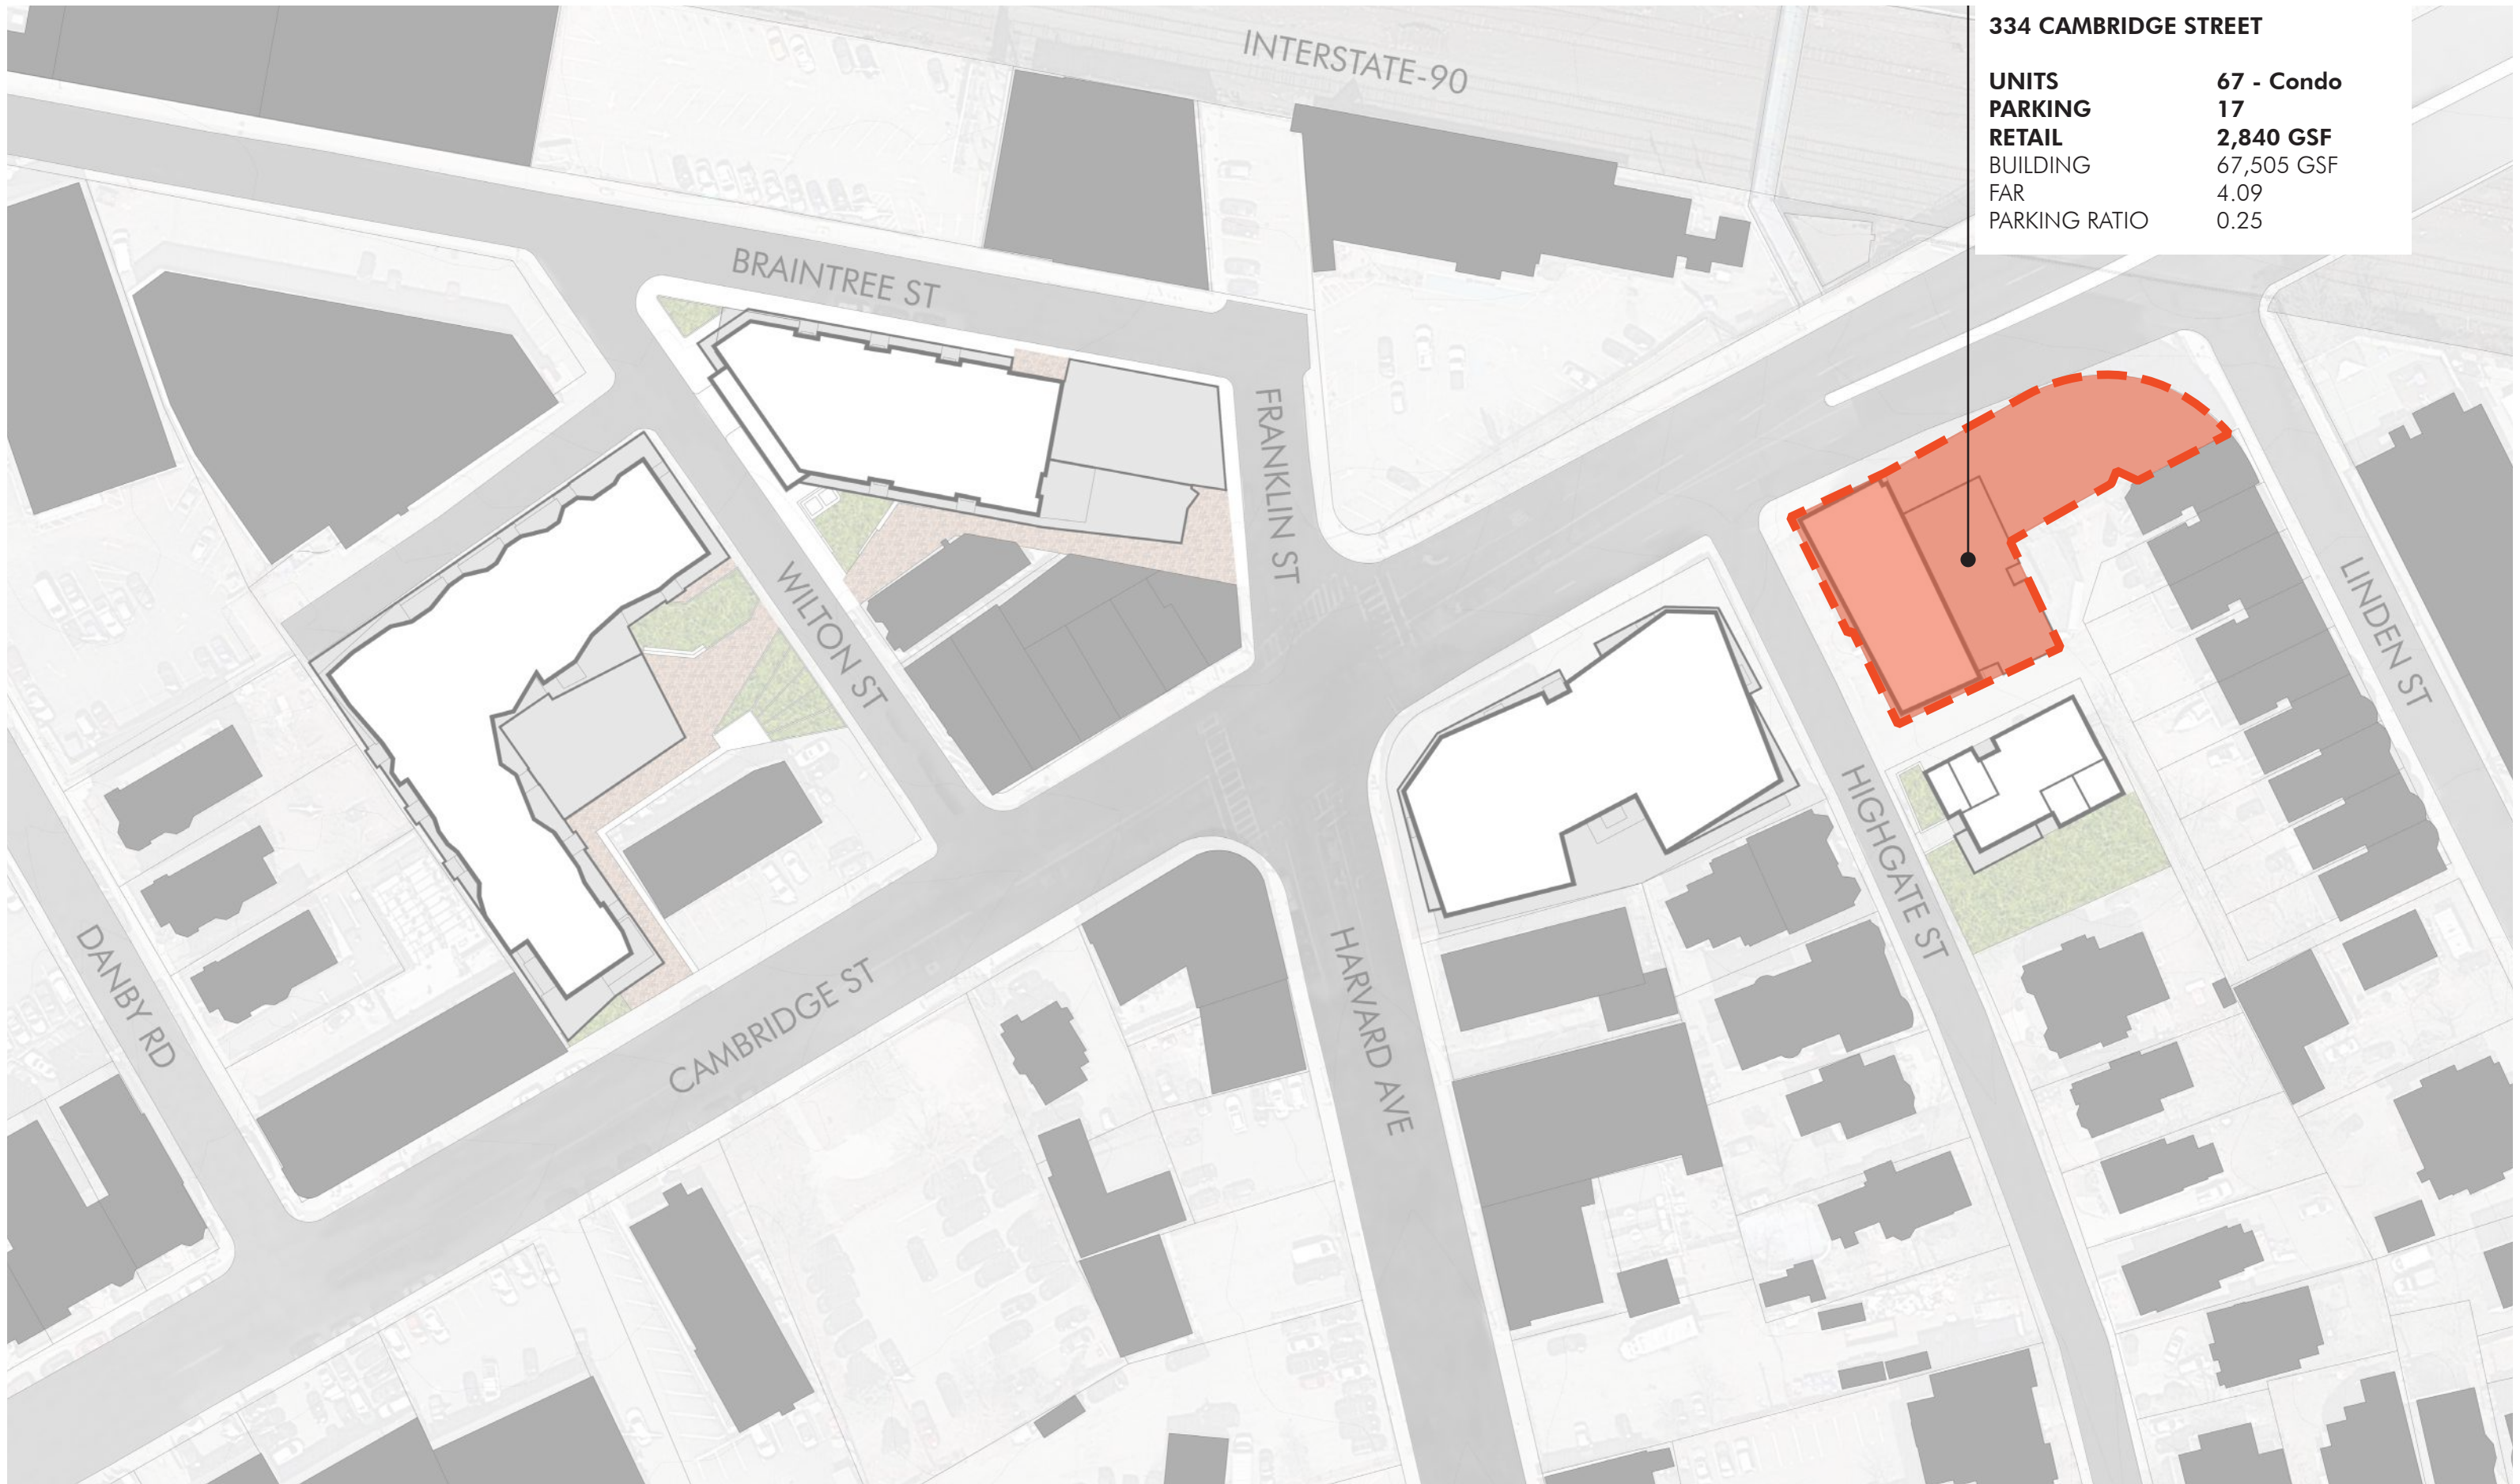 334 CAMBRIDGE STREET
UNITS 67 - Condo
PARKING 17
RETAIL 2,840 GSF
BUILDING 67,505 GSF
FAR 4.09
PARKING RATIO 0.25
INTERSTATE-90
BRAINTREE ST
FRANKLIN ST
WILTON ST
LINDEN ST
HIGHGATE ST
DANBY RD
CAMBRIDGE ST
HARVARD AVE